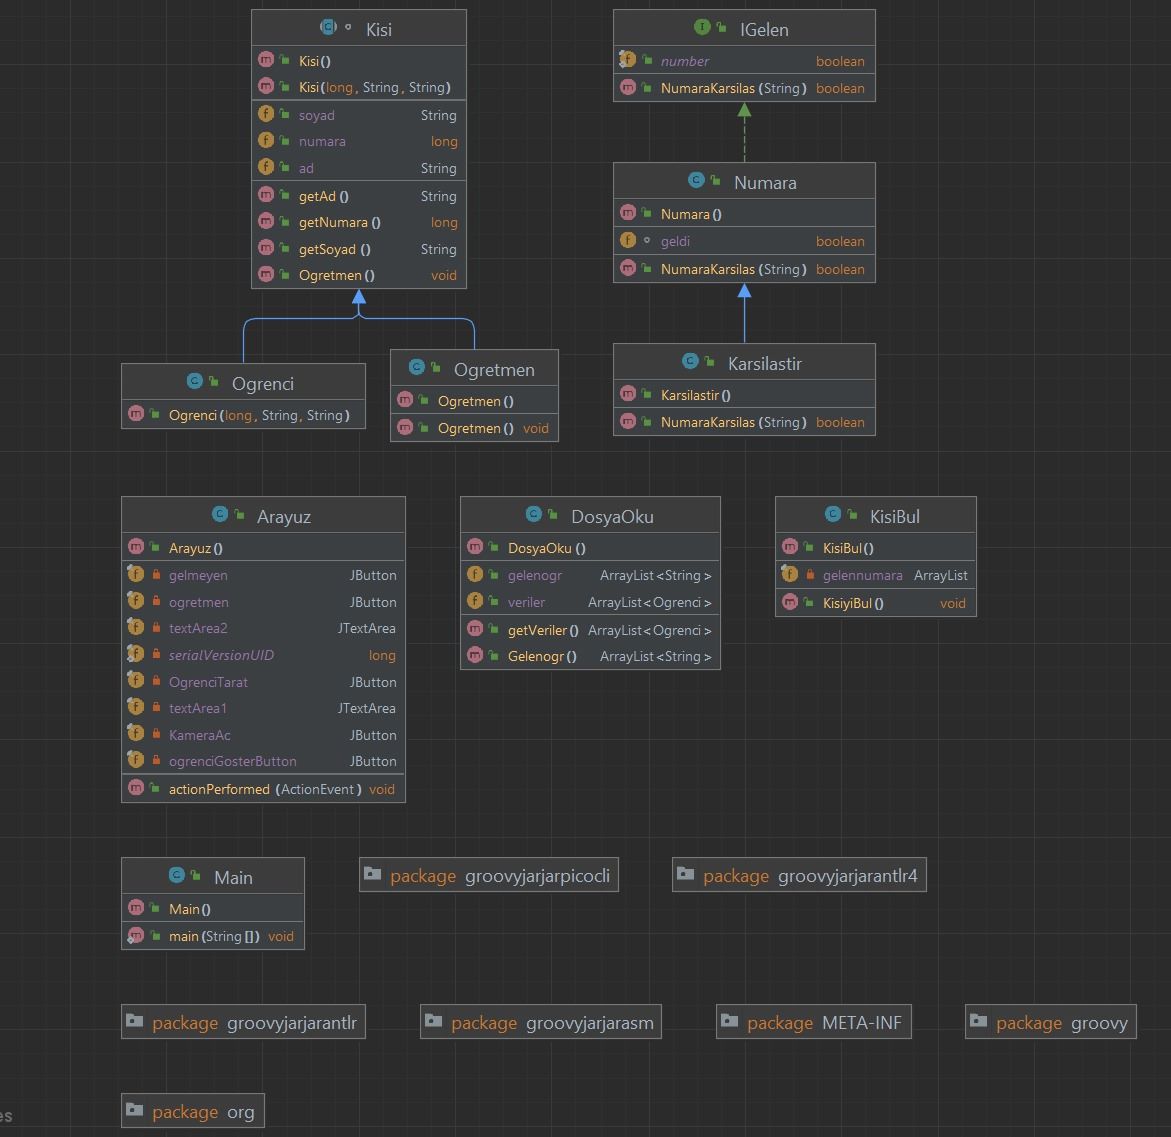 Kisi
Kisi()
Kisi(long, String, String)
soyad String
numara long
ad String
getAd () String
getNumara () long
getSoyad () String
Ogretmen () void
IGelen
number boolean
NumaraKarsilas (String) boolean
Numara
Numara ()
geldi boolean
NumaraKarsilas (String) boolean
Ogrenci
Ogrenci (long, String, String)
Ogretmen
Ogretmen ()
Ogretmen () void
Karsilastir
Karsilastir ()
NumaraKarsilas (String) boolean
Arayuz
Arayuz ()
gelmeyen JButton
ogretmen JButton
textArea2 JTextArea
serialVersionUID long
OgrenciTarat JButton
textArea1 JTextArea
KameraAc JButton
ogrenciGosterButton JButton
actionPerformed (ActionEvent) void
DosyaOku
DosyaOku ()
gelenogr ArrayList<String>
veriler ArrayList<Ogrenci>
getVeriler() ArrayList<Ogrenci>
Gelenogr () ArrayList<String>
KisiBul
KisiBul()
gelennumara ArrayList
KisiyiBul() void
Main
Main ()
main (String []) void
package groovyjarjarpicocli
package groovyjarjarantlr4
package groovyjarjarantlr
package groovyjarjarasm
package META-INF
package groovy
package org
es